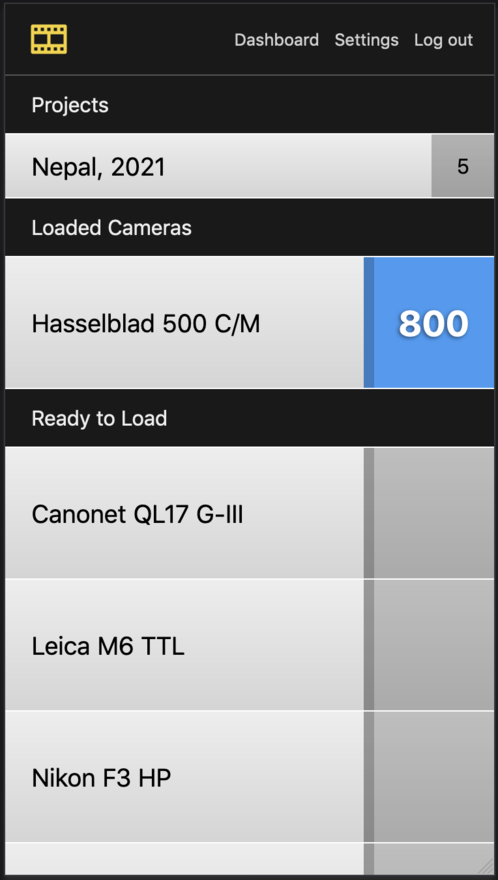 Dashboard Settings Log out
Projects
Nepal, 2021 5
Loaded Cameras
Hasselblad 500 C/M 800
Ready to Load
Canonet QL17 G-III
Leica M6 TTL
Nikon F3 HP